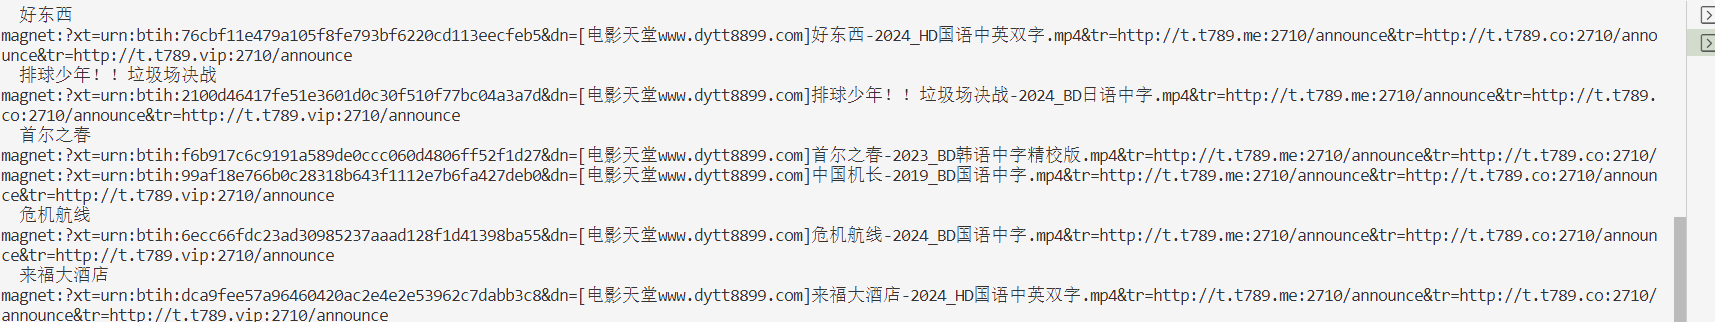 好东西
magnet:?xt=urn:btih:76cbf11e479a105f8fe793bf6220cd113eecfeb5&dn=[电影天堂www.dytt8899.com]好东西-2024_HD国语中英双字.mp4&tr=http://t.t789.me:2710/announce&tr=http://t.t789.co:2710/anno
unce&tr=http://t.t789.vip:2710/announce
排球少年！！垃圾场决战
magnet:?xt=urn:btih:2100d46417fe51e3601d0c30f510f77bc04a3a7d&dn=[电影天堂www.dytt8899.com]排球少年！！垃圾场决战-2024_BD日语中字.mp4&tr=http://t.t789.me:2710/announce&tr=http://t.t789.
co:2710/announce&tr=http://t.t789.vip:2710/announce
首尔之春
magnet:?xt=urn:btih:f6b917c6c9191a589de0ccc060d4806ff52f1d27&dn=[电影天堂www.dytt8899.com]首尔之春-2023_BD韩语中字精校版.mp4&tr=http://t.t789.me:2710/announce&tr=http://t.t789.co:2710/
magnet:?xt=urn:btih:99af18e766b0c28318b643f1112e7b6fa427deb0&dn=[电影天堂www.dytt8899.com]中国机长-2019_BD国语中字.mp4&tr=http://t.t789.me:2710/announce&tr=http://t.t789.co:2710/announ
ce&tr=http://t.t789.vip:2710/announce
危机航线
magnet:?xt=urn:btih:6ecc66fdc23ad30985237aaad128f1d41398ba55&dn=[电影天堂www.dytt8899.com]危机航线-2024_BD国语中字.mp4&tr=http://t.t789.me:2710/announce&tr=http://t.t789.co:2710/announ
ce&tr=http://t.t789.vip:2710/announce
来福大酒店
magnet:?xt=urn:btih:dca9fee57a96460420ac2e4e2e53962c7dabb3c8&dn=[电影天堂www.dytt8899.com]来福大酒店-2024_HD国语中英双字.mp4&tr=http://t.t789.me:2710/announce&tr=http://t.t789.co:2710/
announce&tr=http://t.t789.vip:2710/announce